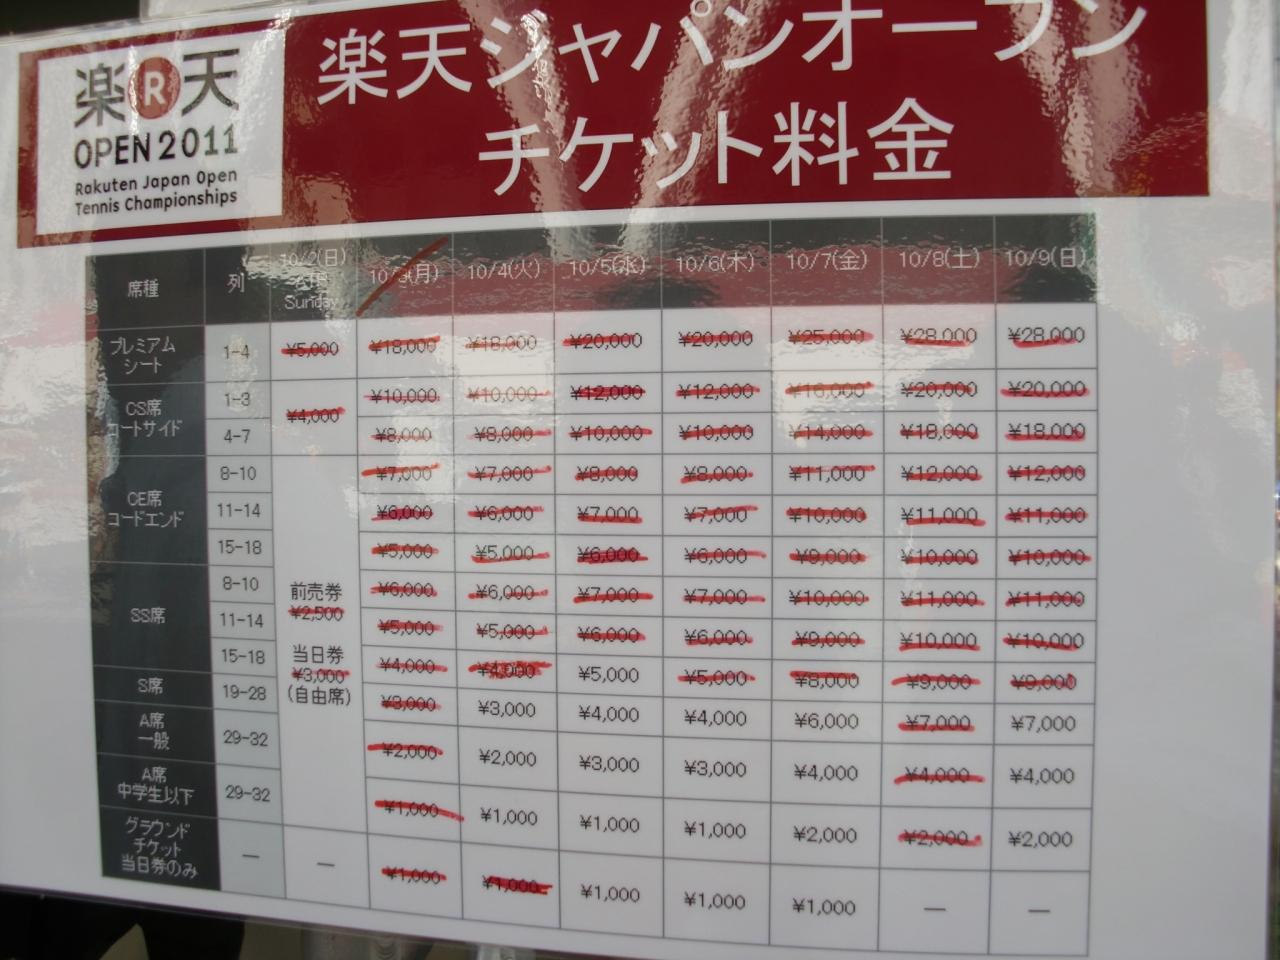 楽R天
OPEN 2011
Rakuten Japan Open
Tennis Championships
楽天ジャパンオープン
チケット料金
席種 列 10/2(日) Sunday 10/3(月) 10/4(火) 10/5(水) 10/6(木) 10/7(金) 10/8(土) 10/9(日)
プレミアム
シート
1-4 ¥5,000 ¥18,000 ¥18,000 ¥20,000 ¥20,000 ¥25,000 ¥28,000 ¥28,000
CS席
コートサイド
1-3 ¥4,000 ¥10,000 ¥10,000 ¥12,000 ¥12,000 ¥16,000 ¥20,000 ¥20,000
4-7 ¥8,000 ¥8,000 ¥10,000 ¥10,000 ¥14,000 ¥18,000 ¥18,000
CE席
コードエンド
8-10 ¥7,000 ¥7,000 ¥8,000 ¥8,000 ¥11,000 ¥12,000 ¥12,000
11-14 ¥6,000 ¥6,000 ¥7,000 ¥7,000 ¥10,000 ¥11,000 ¥11,000
15-18 ¥5,000 ¥5,000 ¥6,000 ¥6,000 ¥9,000 ¥10,000 ¥10,000
SS席
8-10 ¥6,000 ¥6,000 ¥7,000 ¥7,000 ¥10,000 ¥11,000 ¥11,000
11-14 ¥5,000 ¥5,000 ¥6,000 ¥6,000 ¥9,000 ¥10,000 ¥10,000
15-18 ¥4,000 ¥4,000 ¥5,000 ¥5,000 ¥8,000 ¥9,000 ¥9,000
前売券
¥2,500
当日券
¥3,000
(自由席)
S席 19-28 ¥3,000 ¥3,000 ¥4,000 ¥4,000 ¥6,000 ¥7,000 ¥7,000
A席
一般
29-32 ¥2,000 ¥2,000 ¥3,000 ¥3,000 ¥4,000 ¥4,000 ¥4,000
A席
中学生以下
29-32 ¥1,000 ¥1,000 ¥1,000 ¥1,000 ¥2,000 ¥2,000 ¥2,000
グラウンド
チケット
当日券のみ
— — ¥1,000 ¥1,000 ¥1,000 ¥1,000 ¥1,000 — —